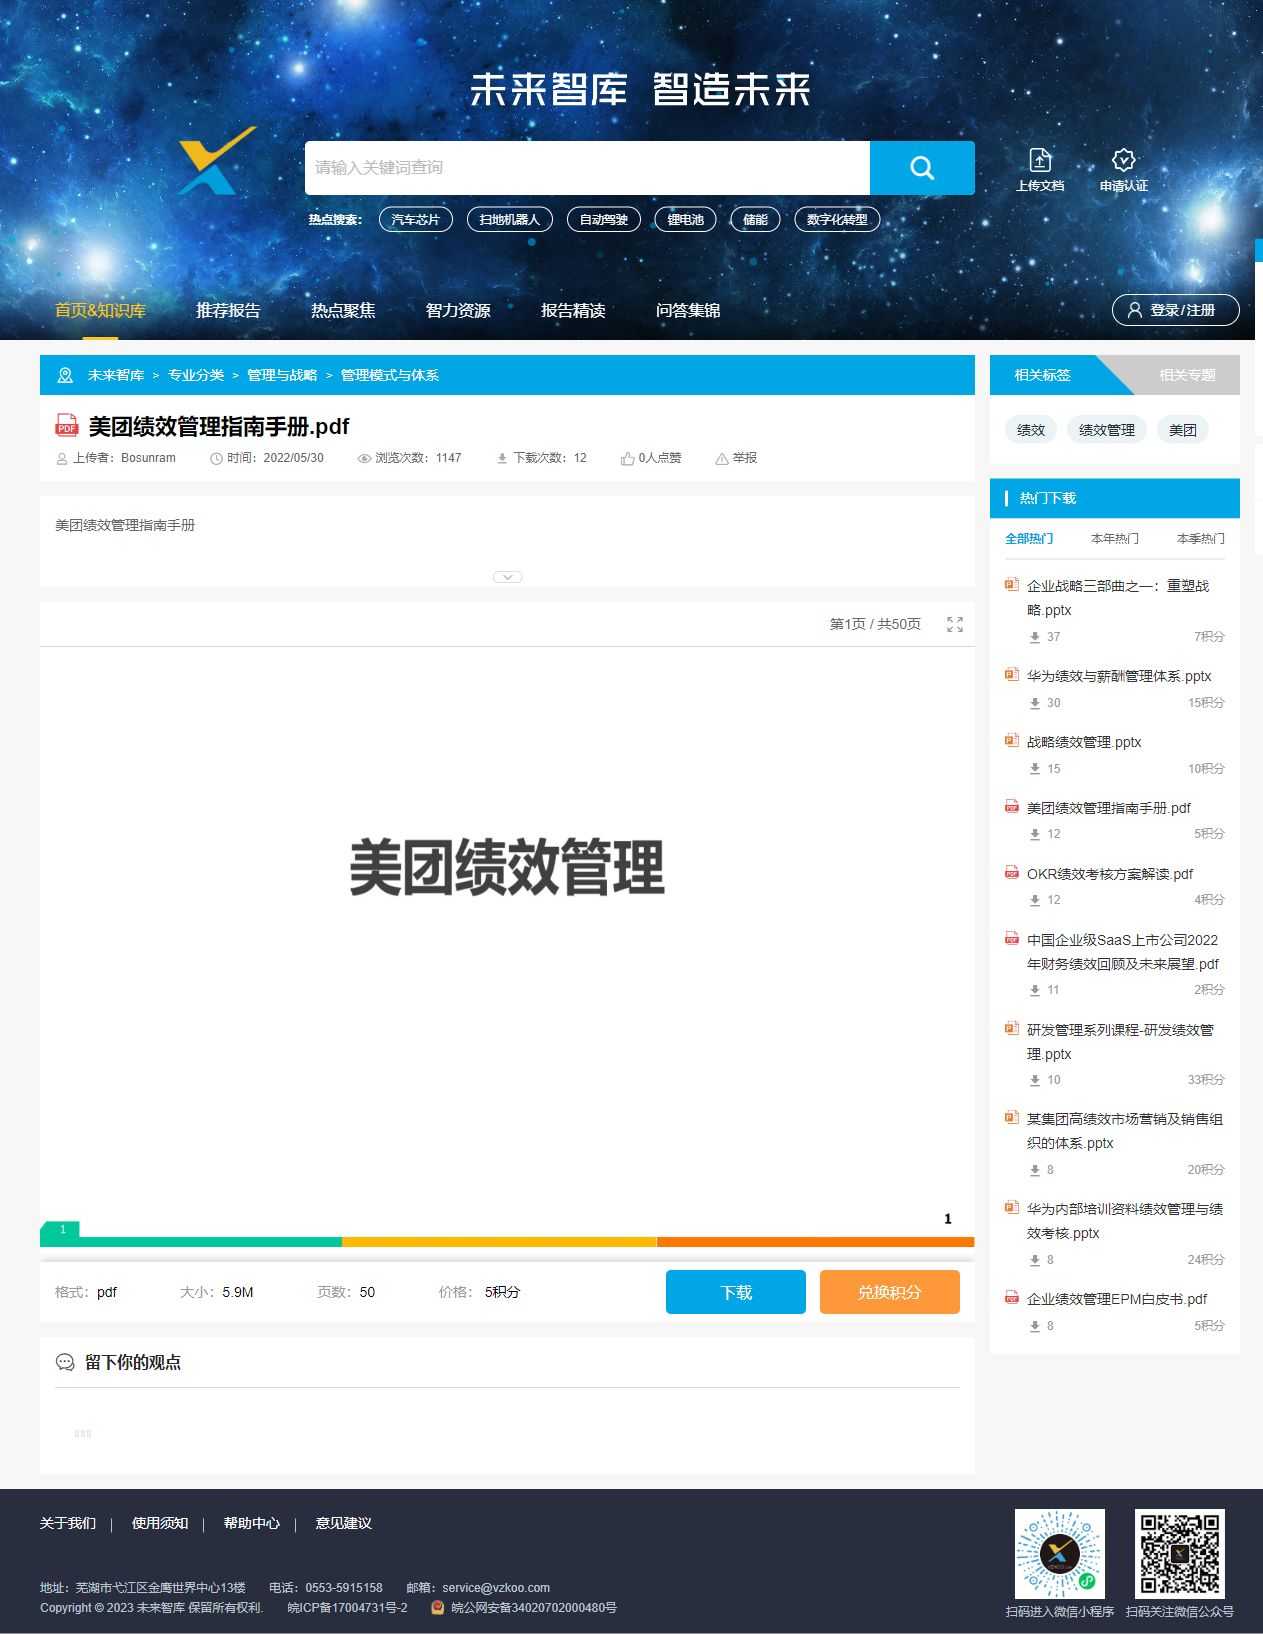 未来智库 智造未来
请输入关键词查询
上传文档
申请认证
热点搜索: 汽车芯片 扫地机器人 自动驾驶 锂电池 储能 数字化转型
首页&知识库 推荐报告 热点聚焦 智力资源 报告精读 问答集锦 登录/注册
未来智库 > 专业分类 > 管理与战略 > 管理模式与体系
PDF 美团绩效管理指南手册.pdf
上传者：Bosunram 时间：2022/05/30 浏览次数：1147 下载次数：12 0人点赞 举报
美团绩效管理指南手册
第1页 / 共50页
美团绩效管理
1
1
格式：pdf 大小：5.9M 页数：50 价格： 5积分 下载 兑换积分
留下你的观点
相关标签 相关专题
绩效 绩效管理 美团
热门下载
全部热门 本年热门 本季热门
企业战略三部曲之一：重塑战
略.pptx
37 7积分
华为绩效与薪酬管理体系.pptx
30 15积分
战略绩效管理.pptx
15 10积分
美团绩效管理指南手册.pdf
12 5积分
OKR绩效考核方案解读.pdf
12 4积分
中国企业级SaaS上市公司2022
年财务绩效回顾及未来展望.pdf
11 2积分
研发管理系列课程-研发绩效管
理.pptx
10 33积分
某集团高绩效市场营销及销售组
织的体系.pptx
8 20积分
华为内部培训资料绩效管理与绩
效考核.pptx
8 24积分
企业绩效管理EPM白皮书.pdf
8 5积分
关于我们 | 使用须知 | 帮助中心 | 意见建议
地址：芜湖市弋江区金鹰世界中心13楼 电话：0553-5915158 邮箱：service@vzkoo.com
Copyright © 2023 未来智库 保留所有权利. 皖ICP备17004731号-2 皖公网安备34020702000480号
扫码进入微信小程序 扫码关注微信公众号